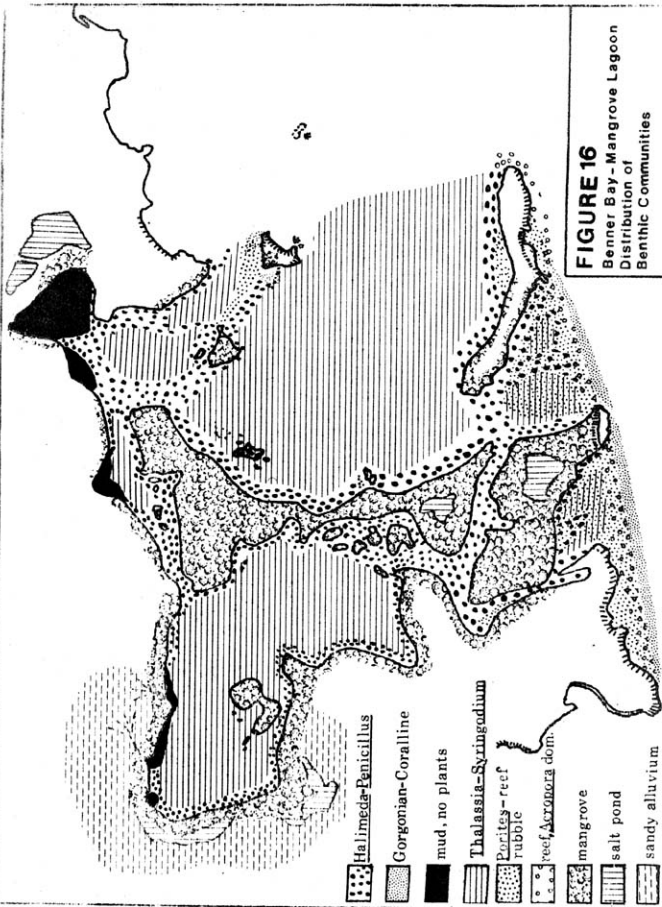 FIGURE 16
Benner Bay-Mangrove Lagoon
Distribution of
Benthic Communities
Halimeda-Penicillus
Gorgonian-Coralline
mud, no plants
Thalassia-Syringodium
Porites-reef
rubble
reef, Acropora dom.
mangrove
salt pond
sandy alluvium